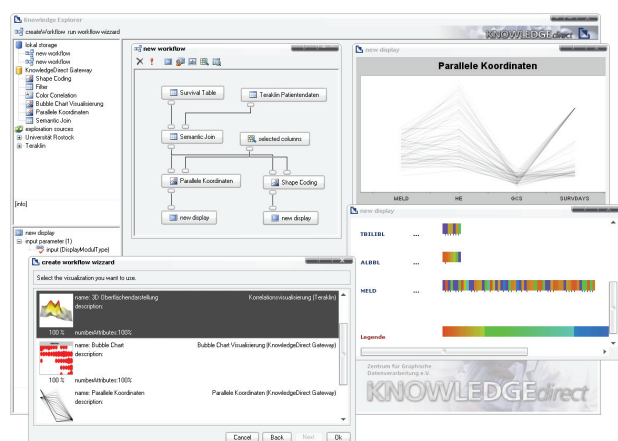 Knowledge Explorer
createWorkflow run workflow wizzard
KNOWLEDGEdirect
lokal storage
new workflow
new workflow
KnowledgeDirect Gateway
Shape Coding
Filter
Color Correlation
Bubble Chart Visualisierung
Parallele Koordinaten
Semantic Join
exploration sources
Universität Rostock
Teraklin
[info]
new display
input parameter (1)
input (DisplayModulType)
new workflow
Survival Table
Teraklin Patientendaten
Semantic Join
selected columns
Parallele Koordinaten
Shape Coding
new display
new display
new display
Parallele Koordinaten
MELD HE GCS SURVDAYS
new display
TBILIBL ...
ALBBL ...
MELD ...
Legende
create workflow wizzard
Select the visualization you want to use.
name: 3D Oberflächendarstellung Korrelationsvisualisierung (Teraklin)
description:
100 % numberAttributes:100%
name: Bubble Chart Bubble Chart Visualisierung (KnowledgeDirect Gateway)
description:
100 % numberAttributes:100%
name: Parallele Koordinaten Parallele Koordinaten (KnowledgeDirect Gateway)
description:
Cancel Back Next Ok
Zentrum für Graphische
Datenverarbeitung e.V.
KNOWLEDGEdirect